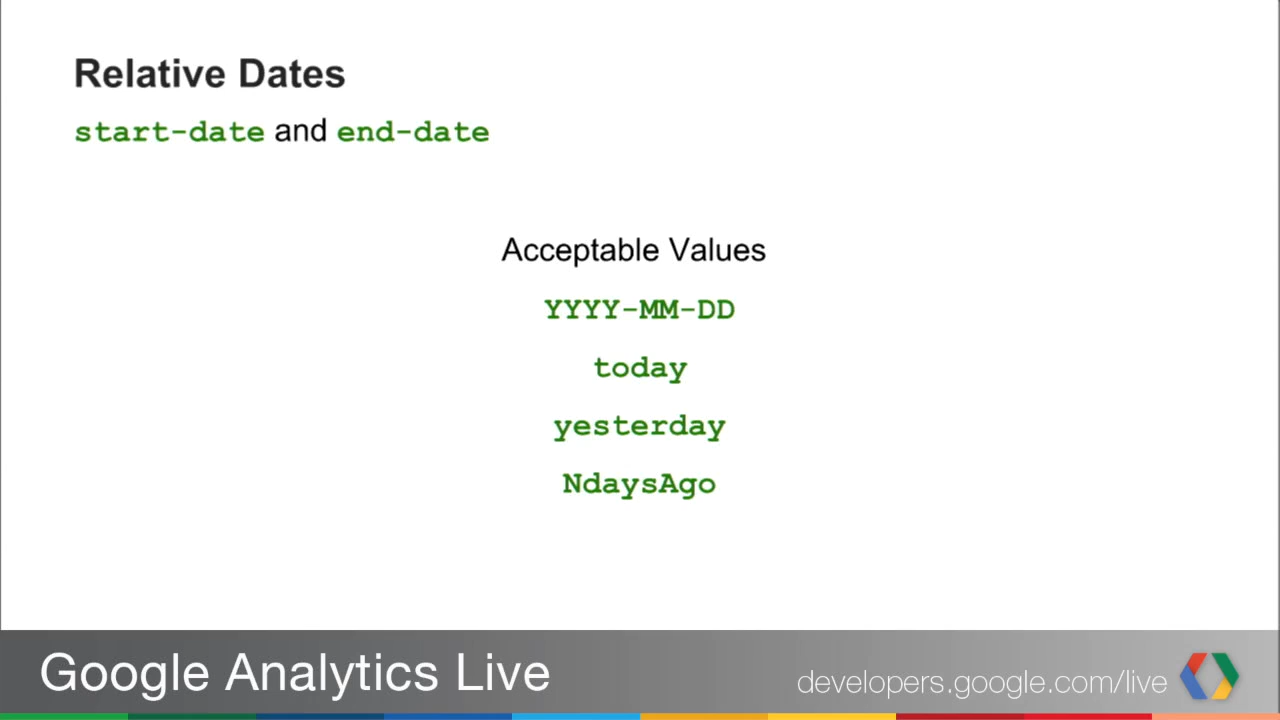 Relative Dates
start-date and end-date
Acceptable Values
YYYY-MM-DD
today
yesterday
NdaysAgo
Google Analytics Live
developers.google.com/live